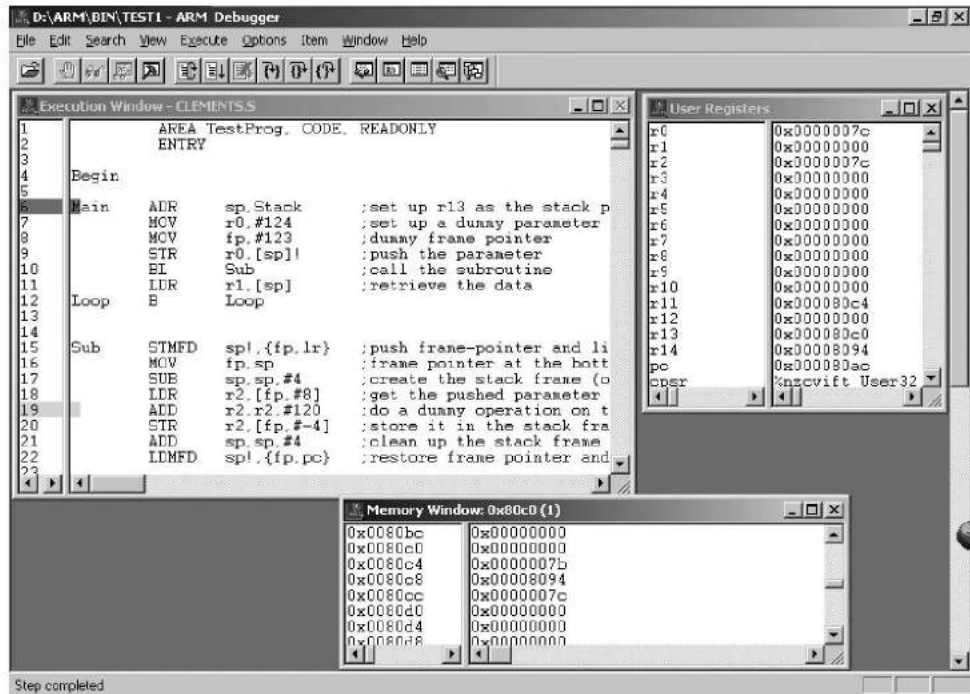 D:\ARM\BIN\TEST1 - ARM Debugger
File Edit Search View Execute Options Item Window Help
Execution Window - CLEMENTS.S
1 AREA TestProg, CODE, READONLY
2 ENTRY
3
4 Begin
5
6 Main ADR sp,Stack ;set up r13 as the stack p
7 MOV r0,#124 ;set up a dummy parameter
8 MOV fp,#123 ;dummy frame pointer
9 STR r0,[sp]! ;push the parameter
10 BL Sub ;call the subroutine
11 LDR r1,[sp] ;retrieve the data
12 Loop B Loop
13
14
15 Sub STMFD sp!,{fp,lr} ;push frame-pointer and li
16 MOV fp,sp ;frame pointer at the bott
17 SUB sp,sp,#4 ;create the stack frame (o
18 LDR r2,[fp,#8] ;get the pushed parameter
19 ADD r2,r2,#120 ;do a dummy operation on t
20 STR r2,[fp,#-4] ;store it in the stack fra
21 ADD sp,sp,#4 ;clean up the stack frame
22 LDMFD sp!,{fp,pc} ;restore frame pointer and
23
User Registers
r0 0x0000007c
r1 0x00000000
r2 0x0000007c
r3 0x00000000
r4 0x00000000
r5 0x00000000
r6 0x00000000
r7 0x00000000
r8 0x00000000
r9 0x00000000
r10 0x00000000
r11 0x000080c4
r12 0x00000000
r13 0x000080c0
r14 0x00008094
pc 0x000080ac
cpsr %nzcvift User32
Memory Window: 0x80c0 (1)
0x0080bc 0x00000000
0x0080c0 0x00000000
0x0080c4 0x0000007b
0x0080c8 0x00008094
0x0080cc 0x0000007c
0x0080d0 0x00000000
0x0080d4 0x00000000
0x0080d8 0x00000000
Step completed